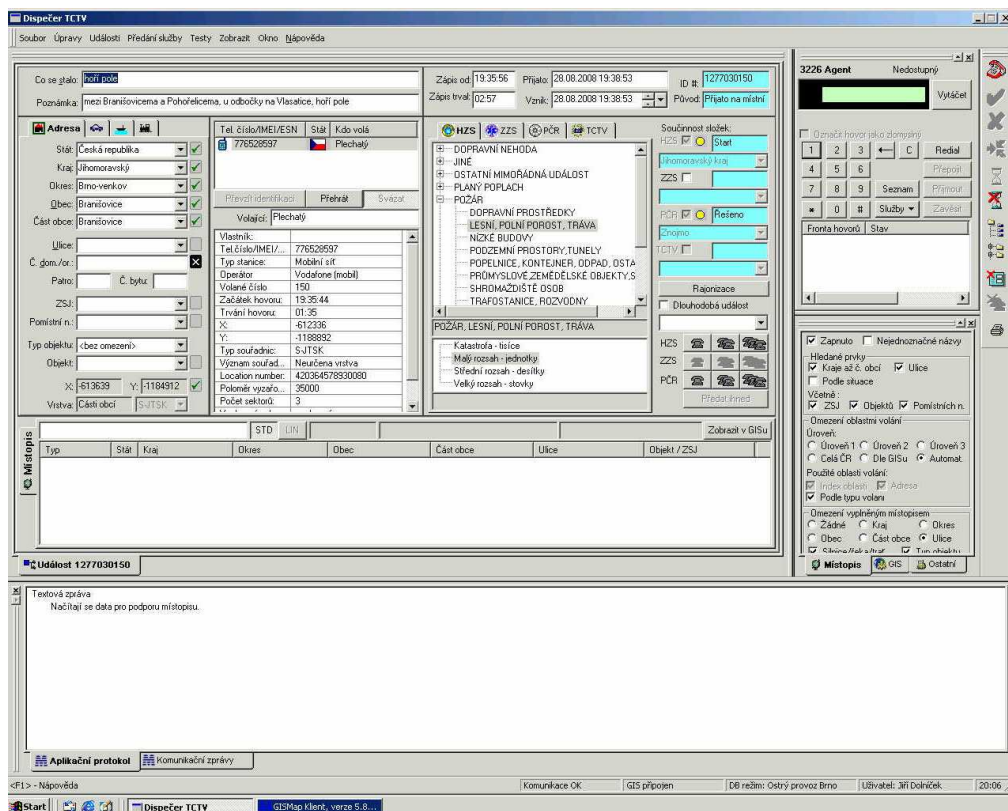 Dispečer TCTV
Soubor Úpravy Události Předání služby Testy Zobrazit Okno Nápověda
Co se stalo: hoří pole
Poznámka: mezi Branišovicema a Pohořelicema, u odbočky na Vlasatice, hoří pole
Zápis od: 19:35:56 Přijato: 28.08.2008 19:38:53 ID #: 1277030150
Zápis trval: 02:57 Vznik: 28.08.2008 19:38:53 Původ: Přijato na místní
Adresa
Stát: Česká republika
Kraj: Jihomoravský
Okres: Brno-venkov
Obec: Branišovice
Část obce: Branišovice
Ulice:
Č. dom./or.:
Patro: Č. bytu:
ZSJ:
Pomístní n.:
Typ objektu: <bez omezení>
Objekt:
X: -613639 Y: -1184912
Vrstva: Části obcí S-JTSK
Tel. číslo/IMEI/ESN Stát Kdo volá
776528597 Plechatý
Převzít identifikaci Přehrát Svázat
Volající: Plechatý
Vlastník:
Tel.číslo/IMEI/... 776528597
Typ stanice: Mobilní síť
Operátor Vodafone (mobil)
Volané číslo 150
Začátek hovoru: 19:35:44
Trvání hovoru: 01:35
X: -612336
Y: -1188892
Typ souřadnic: S-JTSK
Význam souřad... Neurčena vrstva
Location number: 420364578930080
Poloměr vyzařo... 35000
Počet sektorů: 3
HZS ZZS PČR TCTV
DOPRAVNÍ NEHODA
JINÉ
OSTATNÍ MIMOŘÁDNÁ UDÁLOST
PLANÝ POPLACH
POŽÁR
DOPRAVNÍ PROSTŘEDKY
LESNÍ, POLNÍ POROST, TRÁVA
NÍZKÉ BUDOVY
PODZEMNÍ PROSTORY,TUNELY
POPELNICE, KONTEJNER, ODPAD, OSTA
PRŮMYSLOVÉ,ZEMĚDĚLSKÉ OBJEKTY,S
SHROMAŽDIŠTĚ OSOB
TRAFOSTANICE, ROZVODNY
POŽÁR, LESNÍ, POLNÍ POROST, TRÁVA
Katastrofa - tisíce
Malý rozsah - jednotky
Střední rozsah - desítky
Velký rozsah - stovky
Součinnost složek:
HZS Start
Jihomoravský kraj
ZZS
PČR Řešeno
Znojmo
TCTV
Rajonizace
Dlouhodobá událost
HZS
ZZS
PČR
Předat ihned
Místopis
STD LIN Zobrazit v GISu
Typ Stát Kraj Okres Obec Část obce Ulice Objekt / ZSJ
Událost 1277030150
3226 Agent Nedostupný
Vytáčet
Označit hovor jako zlomyslný
1 2 3 C Redial
4 5 6 Přepojit
7 8 9 Seznam Přijmout
* 0 # Služby Zavěsit
Fronta hovorů Stav
Zapnuto Nejednoznačné názvy
Hledané prvky
Kraje až č. obcí Ulice
Podle situace
Včetně :
ZSJ Objektů Pomístních n.
Omezení oblastmi volání
Úroveň:
Úroveň 1 Úroveň 2 Úroveň 3
Celá ČR Dle GISu Automat.
Použité oblasti volání:
Index oblasti Adresa
Podle typu volání
Omezení vyplněným místopisem
Žádné Kraj Okres
Obec Část obce Ulice
Silnice/řeka/trať Typ objektu
Místopis GIS Ostatní
Textová zpráva
Načítají se data pro podporu místopisu.
Aplikační protokol Komunikační zprávy
<F1> - Nápověda Komunikace OK GIS připojen DB režim: Ostrý provoz Brno Uživatel: Jiří Dolníček 20:06
Start Dispečer TCTV GISMap Klient, verze 5.8...